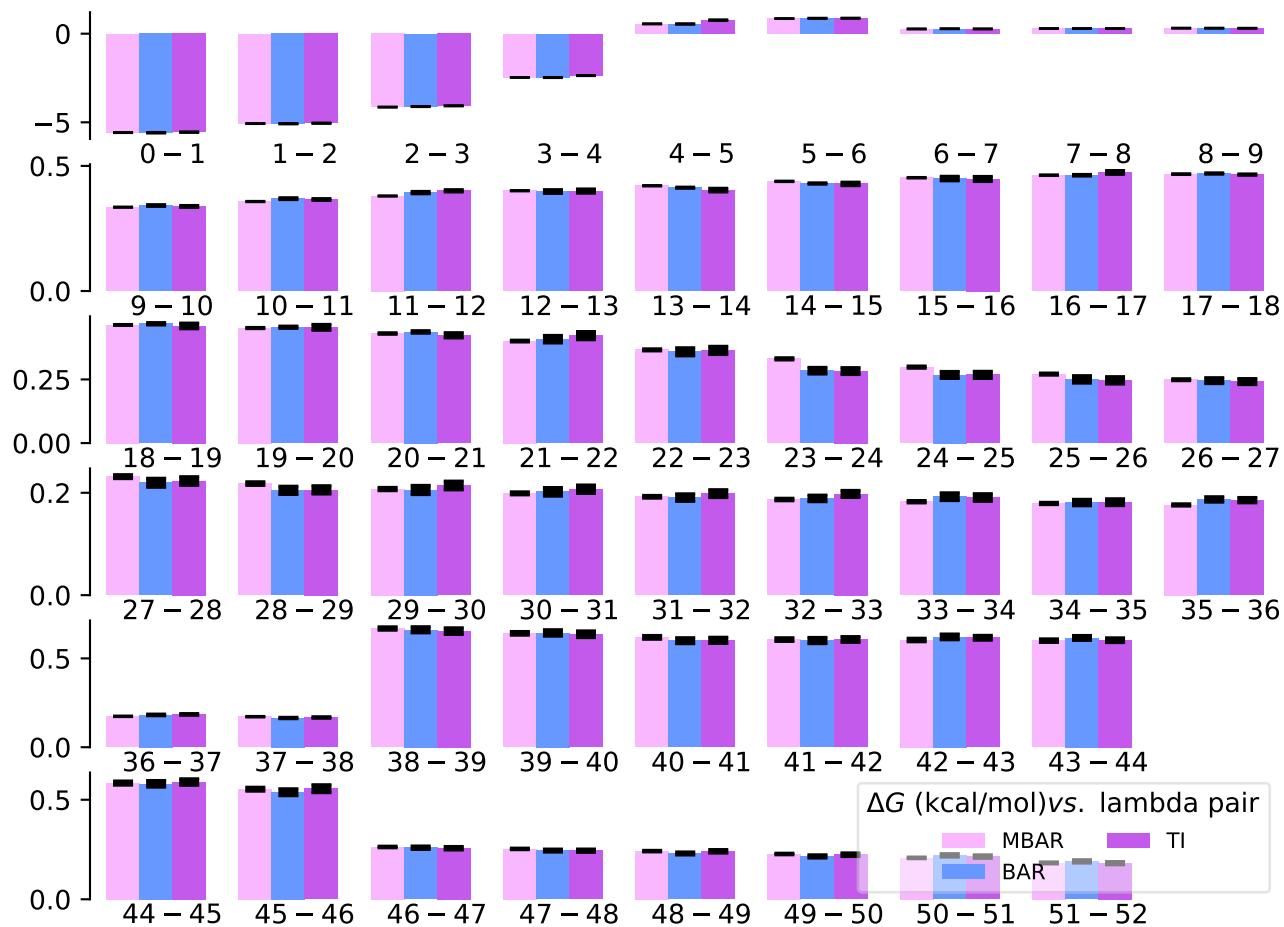 0
−5
0 − 1 1 − 2 2 − 3 3 − 4 4 − 5 5 − 6 6 − 7 7 − 8 8 − 9
0.5
0.0
9 − 10 10 − 11 11 − 12 12 − 13 13 − 14 14 − 15 15 − 16 16 − 17 17 − 18
0.25
0.00
18 − 19 19 − 20 20 − 21 21 − 22 22 − 23 23 − 24 24 − 25 25 − 26 26 − 27
0.2
0.0
27 − 28 28 − 29 29 − 30 30 − 31 31 − 32 32 − 33 33 − 34 34 − 35 35 − 36
0.5
0.0
36 − 37 37 − 38 38 − 39 39 − 40 40 − 41 41 − 42 42 − 43 43 − 44
0.5
0.0
44 − 45 45 − 46 46 − 47 47 − 48 48 − 49 49 − 50 50 − 51 51 − 52
ΔG (kcal/mol)vs. lambda pair
MBAR TI
BAR